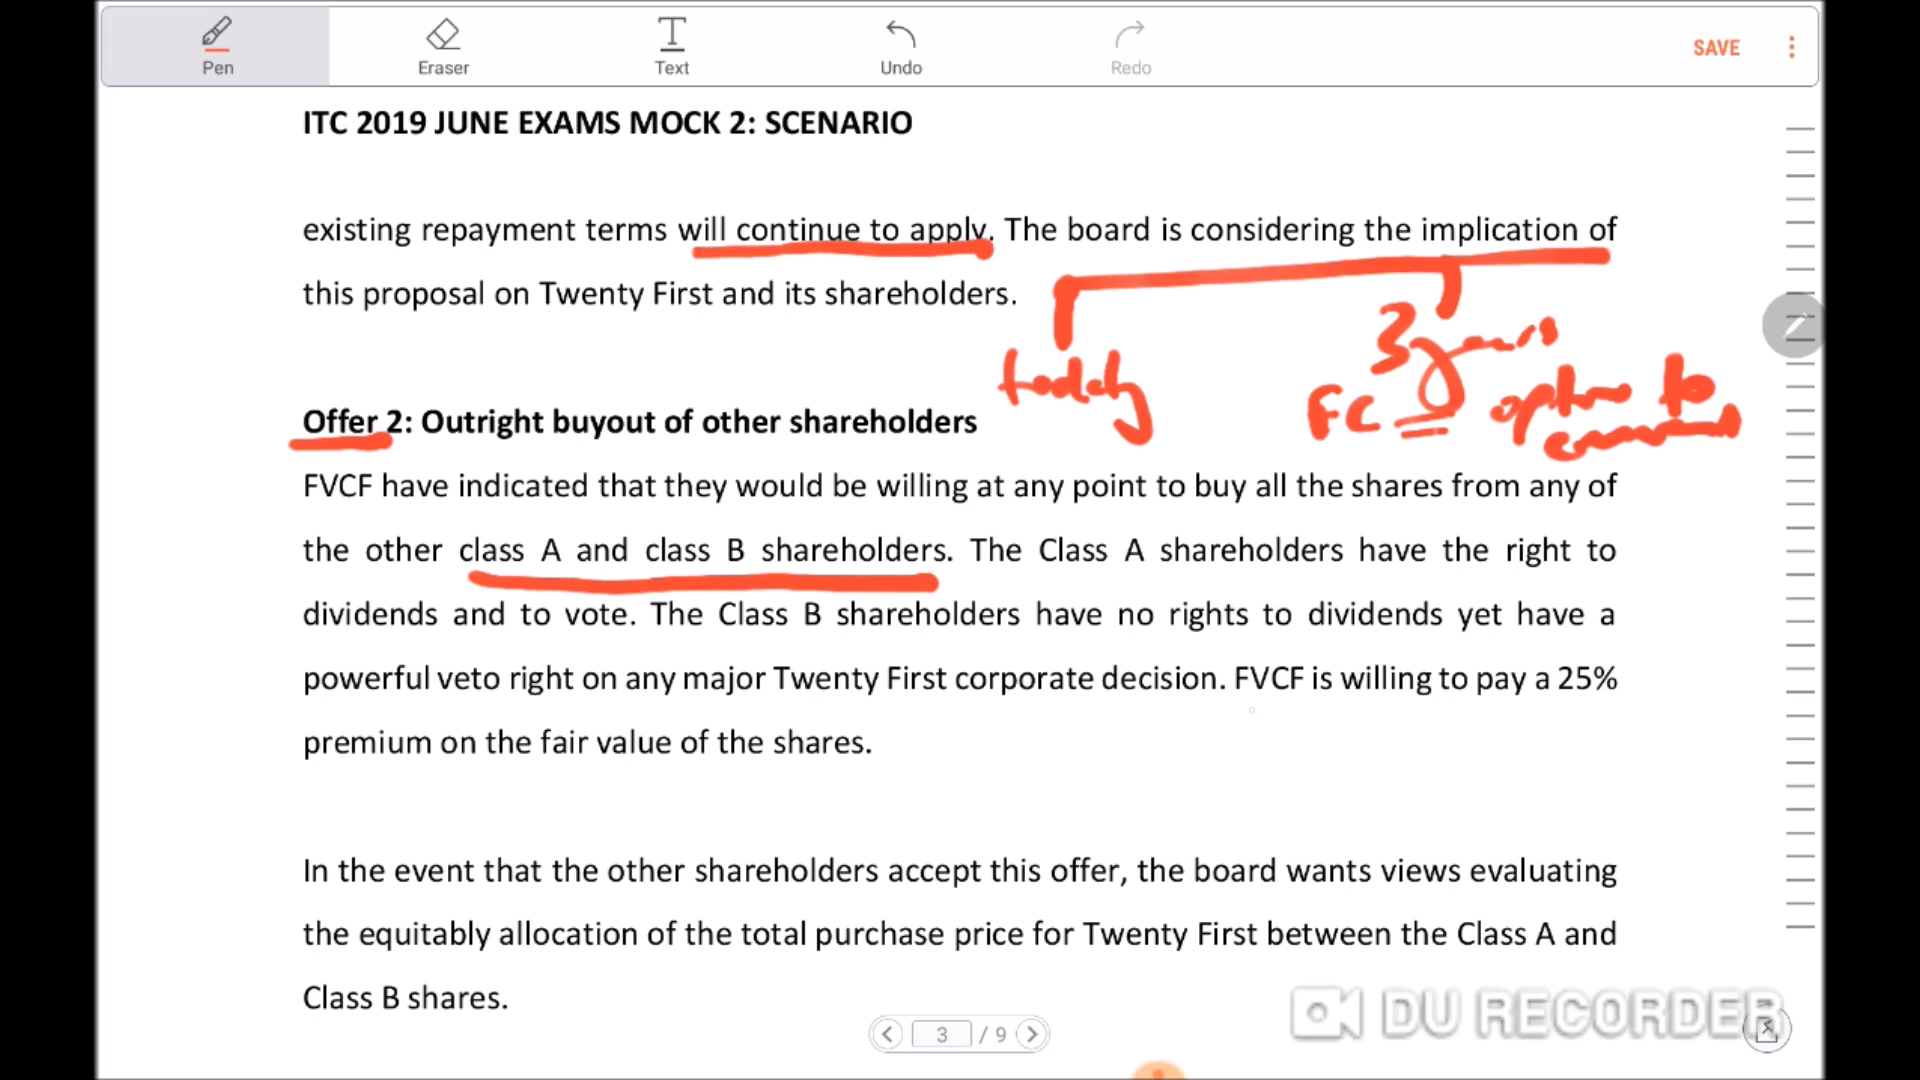 Pen
Eraser
Text
Undo
Redo
SAVE
ITC 2019 JUNE EXAMS MOCK 2: SCENARIO
existing repayment terms will continue to apply. The board is considering the implication of
this proposal on Twenty First and its shareholders.
today
3 years
FC
option to
Offer 2: Outright buyout of other shareholders
FVCF have indicated that they would be willing at any point to buy all the shares from any of
the other class A and class B shareholders. The Class A shareholders have the right to
dividends and to vote. The Class B shareholders have no rights to dividends yet have a
powerful veto right on any major Twenty First corporate decision. FVCF is willing to pay a 25%
premium on the fair value of the shares.
In the event that the other shareholders accept this offer, the board wants views evaluating
the equitably allocation of the total purchase price for Twenty First between the Class A and
Class B shares.
3 / 9
DU RECORDER